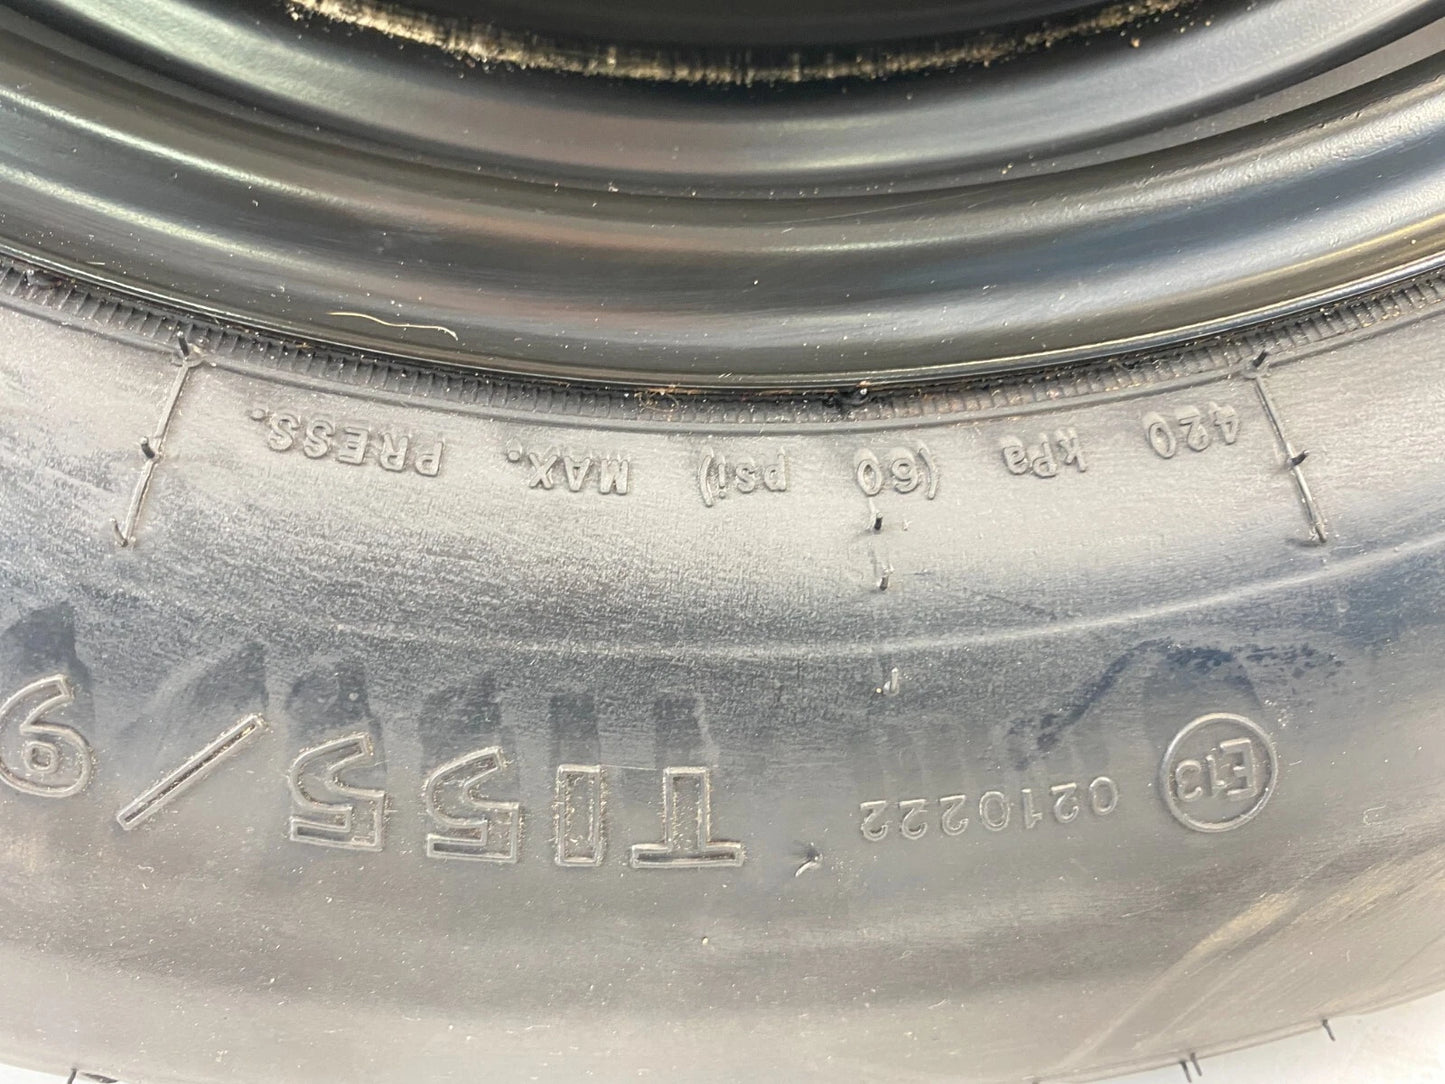 E13 0210222 T155/9
420 kPa (60 psi) MAX. PRESS.